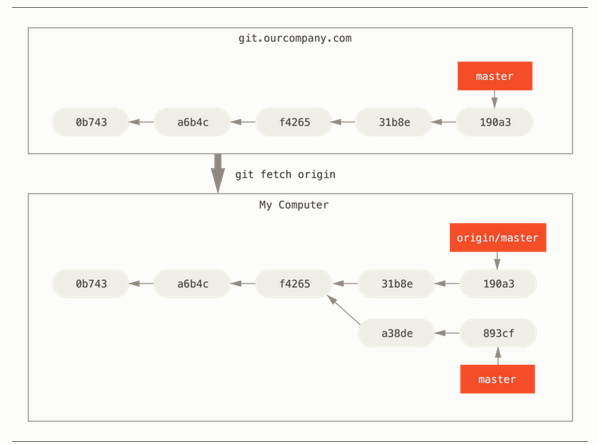 git.ourcompany.com
master
0b743 a6b4c f4265 31b8e 190a3
git fetch origin
My Computer
origin/master
0b743 a6b4c f4265 31b8e 190a3
a38de 893cf
master